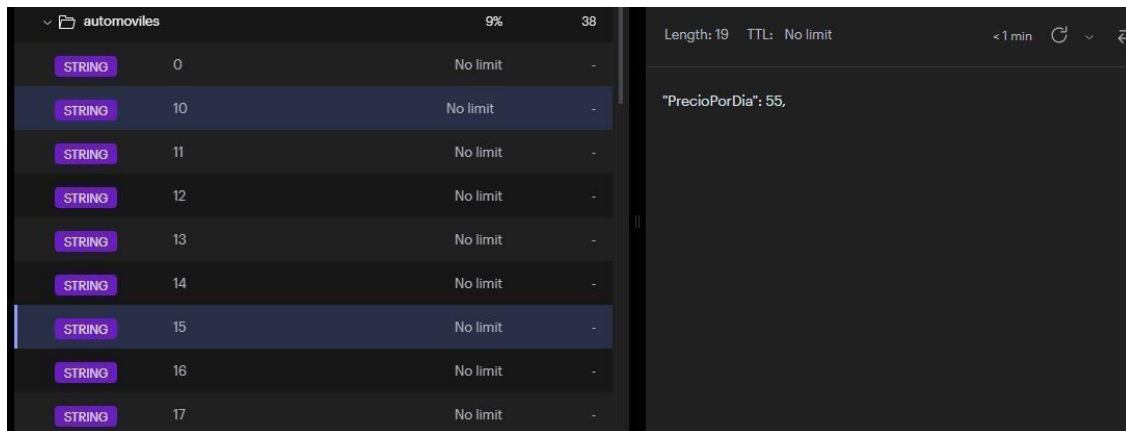 automoviles 9% 38
STRING 0 No limit -
STRING 10 No limit -
STRING 11 No limit -
STRING 12 No limit -
STRING 13 No limit -
STRING 14 No limit -
STRING 15 No limit -
STRING 16 No limit -
STRING 17 No limit -
Length: 19 TTL: No limit <1 min
"PrecioPorDia": 55,